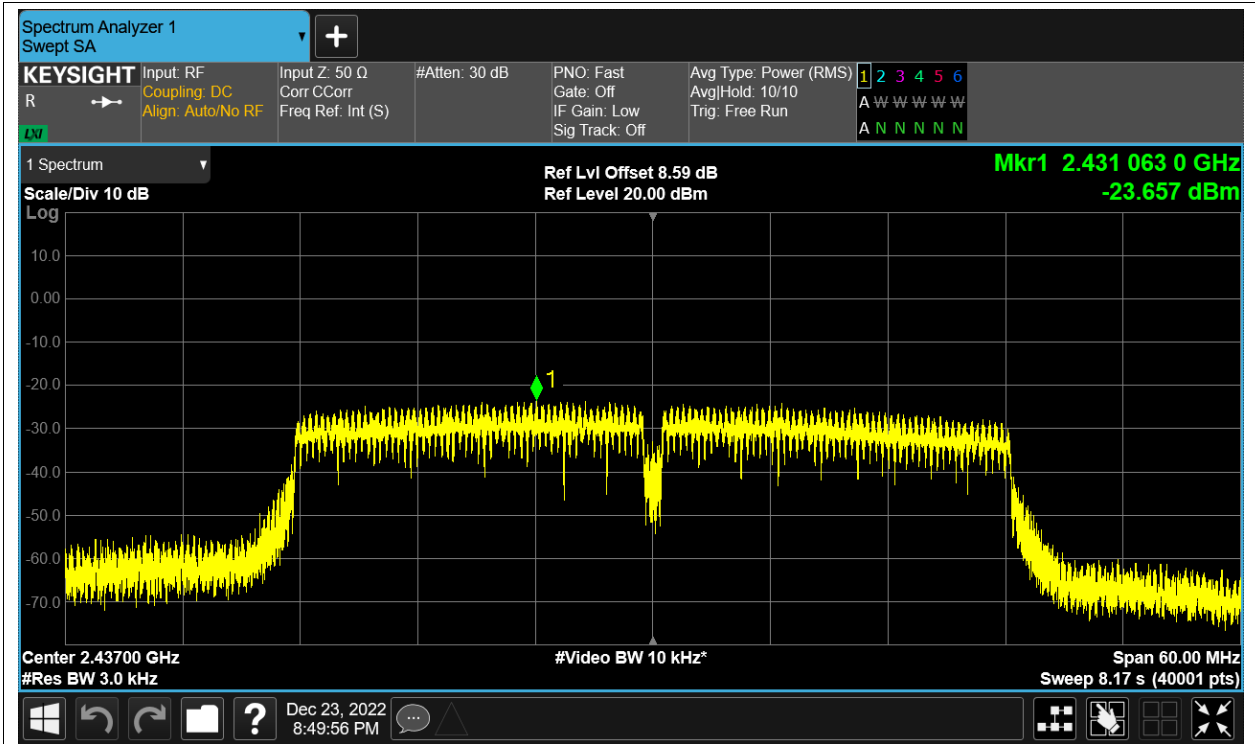 Spectrum Analyzer 1
Swept SA
KEYSIGHT
R
LXI
Input: RF
Coupling: DC
Align: Auto/No RF
Input Z: 50 Ω
Corr CCorr
Freq Ref: Int (S)
#Atten: 30 dB
PNO: Fast
Gate: Off
IF Gain: Low
Sig Track: Off
Avg Type: Power (RMS)
Avg|Hold: 10/10
Trig: Free Run
1 2 3 4 5 6
A W W W W W
A N N N N N
1 Spectrum
Scale/Div 10 dB
Log
Ref Lvl Offset 8.59 dB
Ref Level 20.00 dBm
Mkr1 2.431 063 0 GHz
-23.657 dBm
10.0
0.00
-10.0
-20.0
-30.0
-40.0
-50.0
-60.0
-70.0
1
Center 2.43700 GHz
#Res BW 3.0 kHz
#Video BW 10 kHz*
Span 60.00 MHz
Sweep 8.17 s (40001 pts)
?
Dec 23, 2022
8:49:56 PM